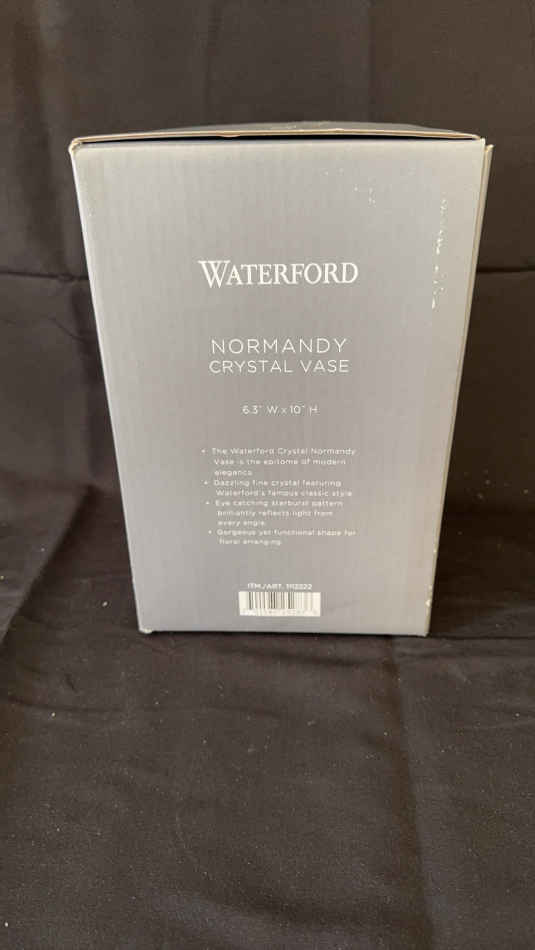 WATERFORD
NORMANDY
CRYSTAL VASE
6.3" W x 10" H
• The Waterford Crystal Normandy
Vase is the epitome of modern
elegance.
• Dazzling fine crystal featuring
Waterford's famous classic style.
• Eye catching starburst pattern
brilliantly reflects light from
every angle.
• Gorgeous yet functional shape for
floral arranging.
ITM./ART. 1112222